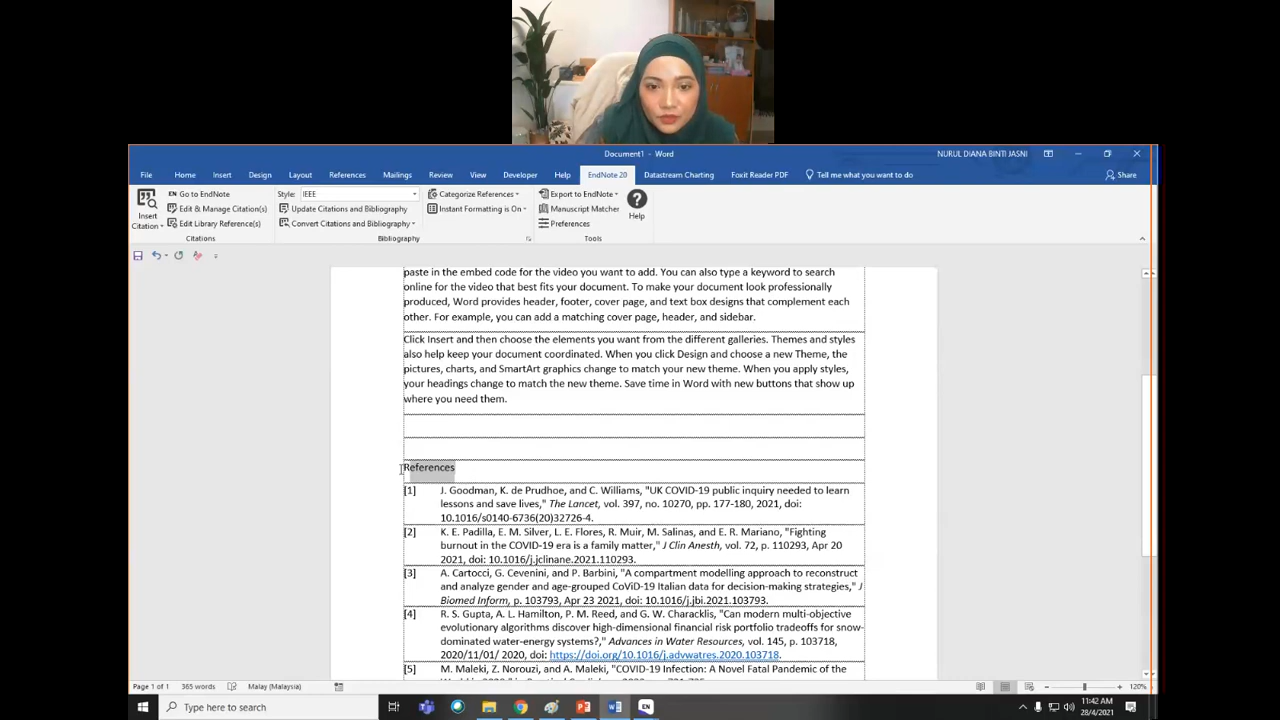 Document1 - Word
NURUL DIANA BINTI JASNI
File Home Insert Design Layout References Mailings Review View Developer Help EndNote 20 Datastream Charting Foxit Reader PDF Tell me what you want to do Share
Go to EndNote Style: IEEE Categorize References Export to EndNote
Insert Citation Edit & Manage Citation(s) Update Citations and Bibliography Instant Formatting is On Manuscript Matcher Help
Edit Library Reference(s) Convert Citations and Bibliography Preferences
Citations Bibliography Tools
paste in the embed code for the video you want to add. You can also type a keyword to search
online for the video that best fits your document. To make your document look professionally
produced, Word provides header, footer, cover page, and text box designs that complement each
other. For example, you can add a matching cover page, header, and sidebar.
Click Insert and then choose the elements you want from the different galleries. Themes and styles
also help keep your document coordinated. When you click Design and choose a new Theme, the
pictures, charts, and SmartArt graphics change to match your new theme. When you apply styles,
your headings change to match the new theme. Save time in Word with new buttons that show up
where you need them.
References
[1] J. Goodman, K. de Prudhoe, and C. Williams, "UK COVID-19 public inquiry needed to learn
lessons and save lives," The Lancet, vol. 397, no. 10270, pp. 177-180, 2021, doi:
10.1016/s0140-6736(20)32726-4.
[2] K. E. Padilla, E. M. Silver, L. E. Flores, R. Muir, M. Salinas, and E. R. Mariano, "Fighting
burnout in the COVID-19 era is a family matter," J Clin Anesth, vol. 72, p. 110293, Apr 20
2021, doi: 10.1016/j.jclinane.2021.110293.
[3] A. Cartocci, G. Cevenini, and P. Barbini, "A compartment modelling approach to reconstruct
and analyze gender and age-grouped CoViD-19 Italian data for decision-making strategies," J
Biomed Inform, p. 103793, Apr 23 2021, doi: 10.1016/j.jbi.2021.103793.
[4] R. S. Gupta, A. L. Hamilton, P. M. Reed, and G. W. Characklis, "Can modern multi-objective
evolutionary algorithms discover high-dimensional financial risk portfolio tradeoffs for snow-
dominated water-energy systems?," Advances in Water Resources, vol. 145, p. 103718,
2020/11/01/ 2020, doi: https://doi.org/10.1016/j.advwatres.2020.103718.
[5] M. Maleki, Z. Norouzi, and A. Maleki, "COVID-19 Infection: A Novel Fatal Pandemic of the
Page 1 of 1 365 words Malay (Malaysia) 120%
Type here to search EN 11:42 AM
28/4/2021